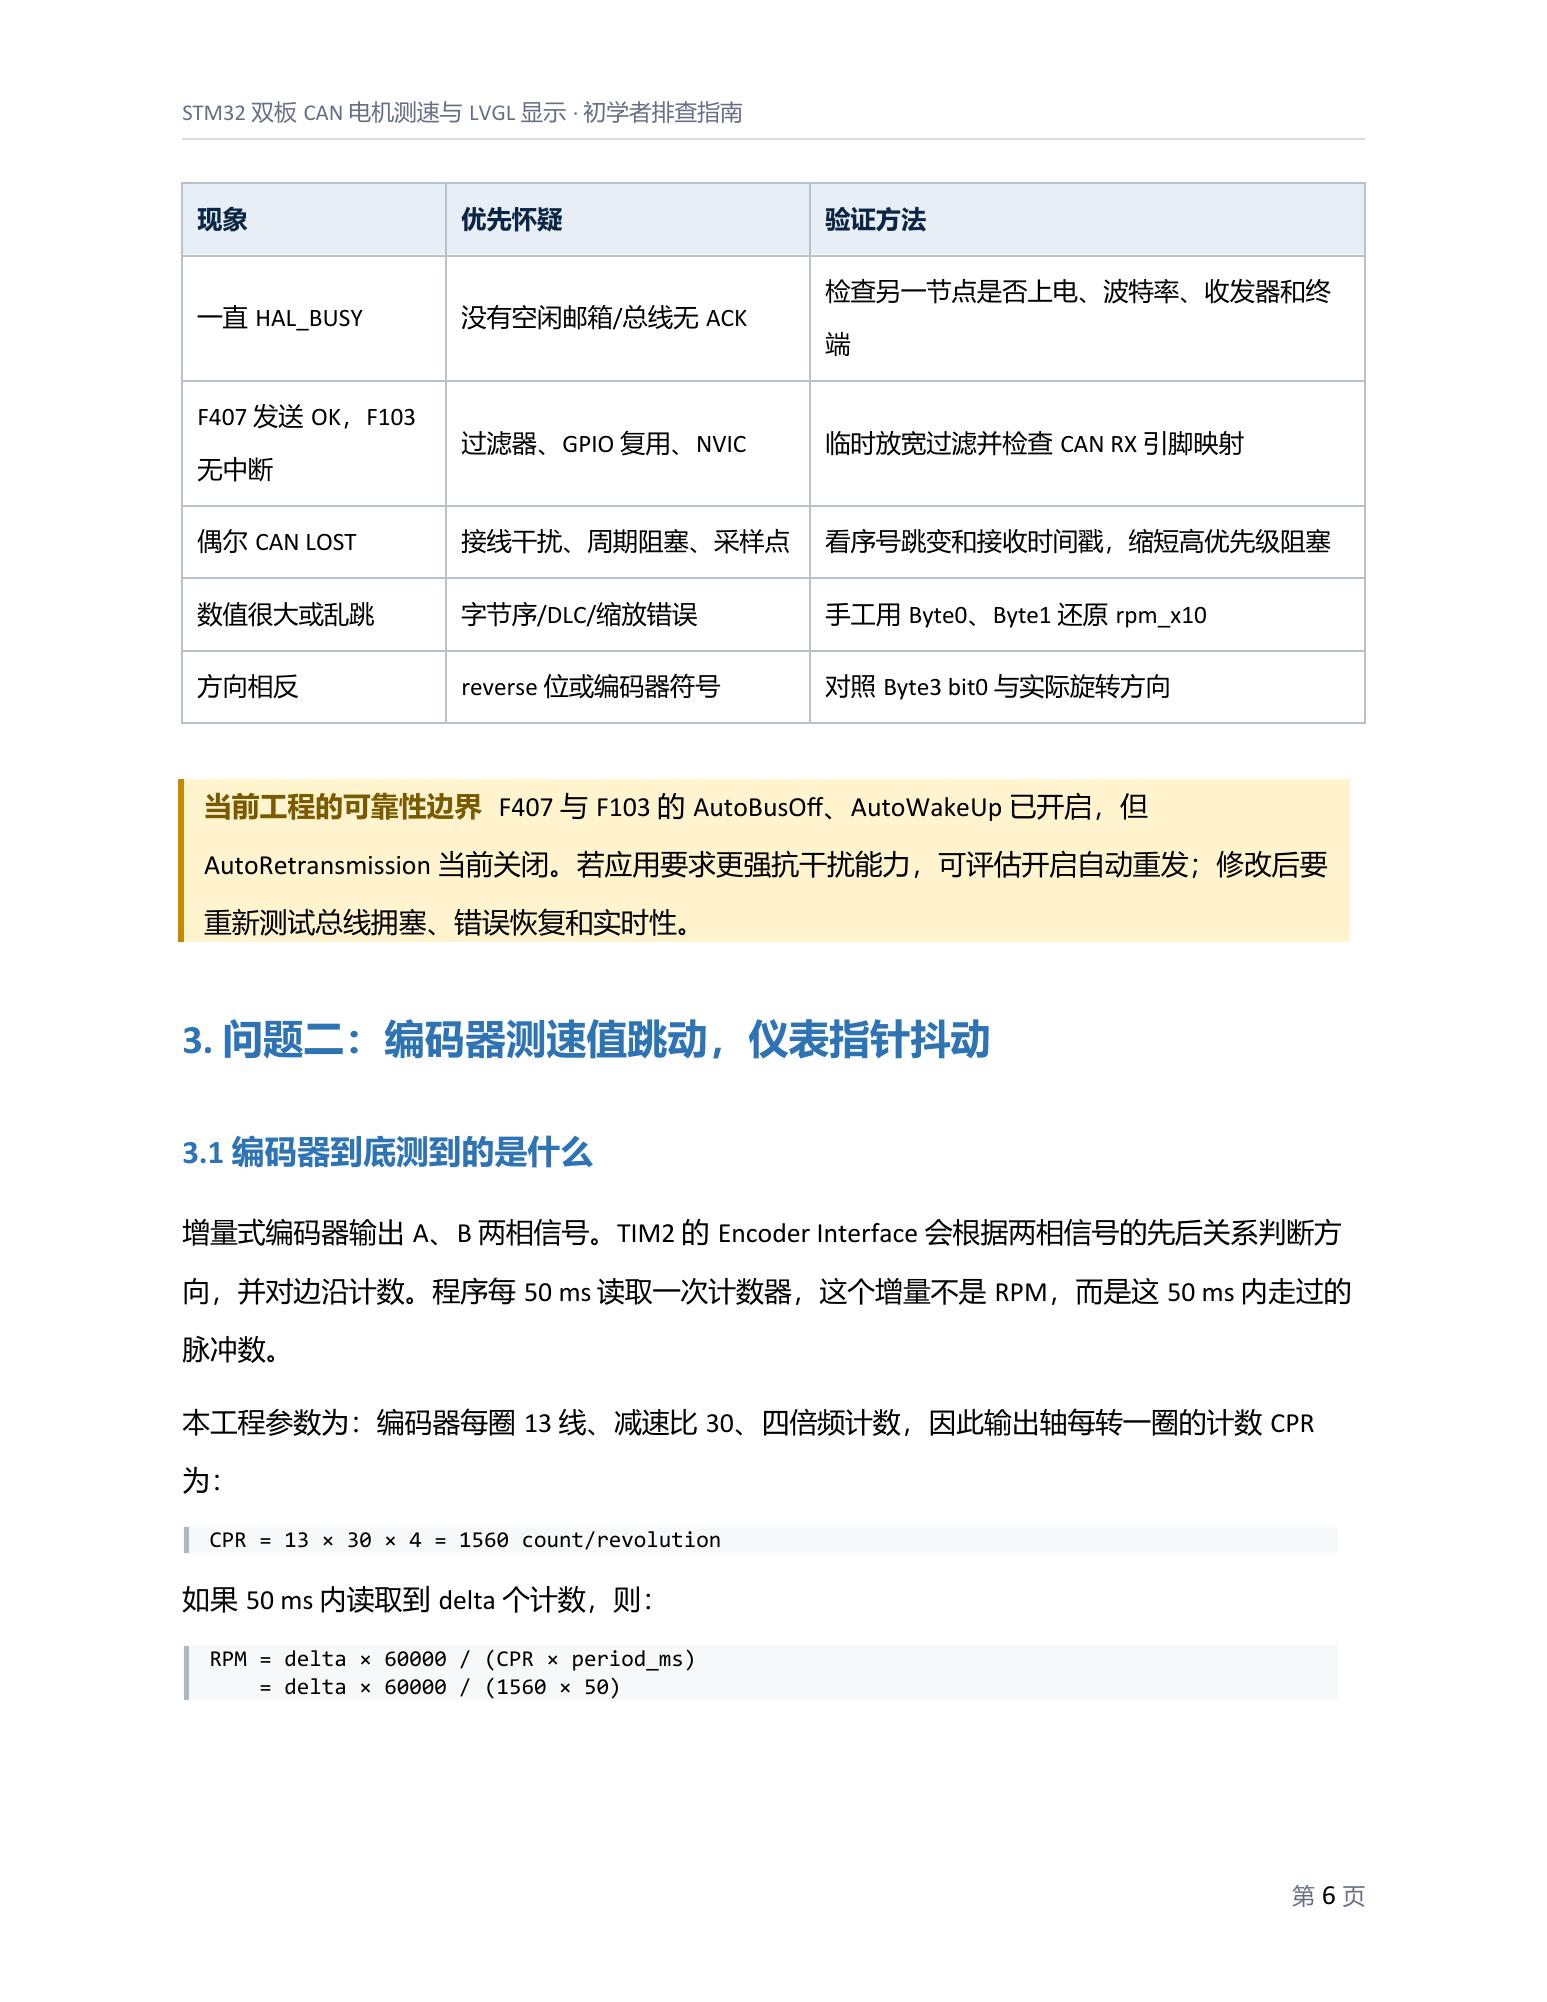 STM32 双板 CAN 电机测速与 LVGL 显示 · 初学者排查指南
现象 优先怀疑 验证方法
一直 HAL_BUSY 没有空闲邮箱/总线无 ACK 检查另一节点是否上电、波特率、收发器和终
端
F407 发送 OK，F103
无中断 过滤器、GPIO 复用、NVIC 临时放宽过滤并检查 CAN RX 引脚映射
偶尔 CAN LOST 接线干扰、周期阻塞、采样点 看序号跳变和接收时间戳，缩短高优先级阻塞
数值很大或乱跳 字节序/DLC/缩放错误 手工用 Byte0、Byte1 还原 rpm_x10
方向相反 reverse 位或编码器符号 对照 Byte3 bit0 与实际旋转方向
当前工程的可靠性边界 F407 与 F103 的 AutoBusOff、AutoWakeUp 已开启，但
AutoRetransmission 当前关闭。若应用要求更强抗干扰能力，可评估开启自动重发；修改后要
重新测试总线拥塞、错误恢复和实时性。
3. 问题二：编码器测速值跳动，仪表指针抖动
3.1 编码器到底测到的是什么
增量式编码器输出 A、B 两相信号。TIM2 的 Encoder Interface 会根据两相信号的先后关系判断方
向，并对边沿计数。程序每 50 ms 读取一次计数器，这个增量不是 RPM，而是这 50 ms 内走过的
脉冲数。
本工程参数为：编码器每圈 13 线、减速比 30、四倍频计数，因此输出轴每转一圈的计数 CPR
为：
CPR = 13 × 30 × 4 = 1560 count/revolution
如果 50 ms 内读取到 delta 个计数，则：
RPM = delta × 60000 / (CPR × period_ms)
= delta × 60000 / (1560 × 50)
第 6 页